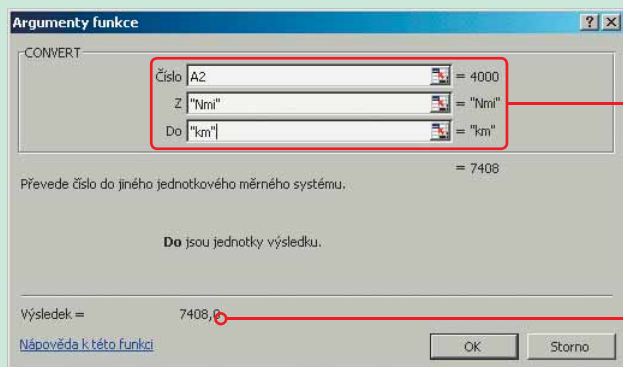 Argumenty funkce
CONVERT
Číslo A2 = 4000
Z "Nmi" = "Nmi"
Do "km" = "km"
= 7408
Převede číslo do jiného jednotkového měrného systému.
Do jsou jednotky výsledku.
Výsledek = 7408,0
Nápověda k této funkci
OK Storno